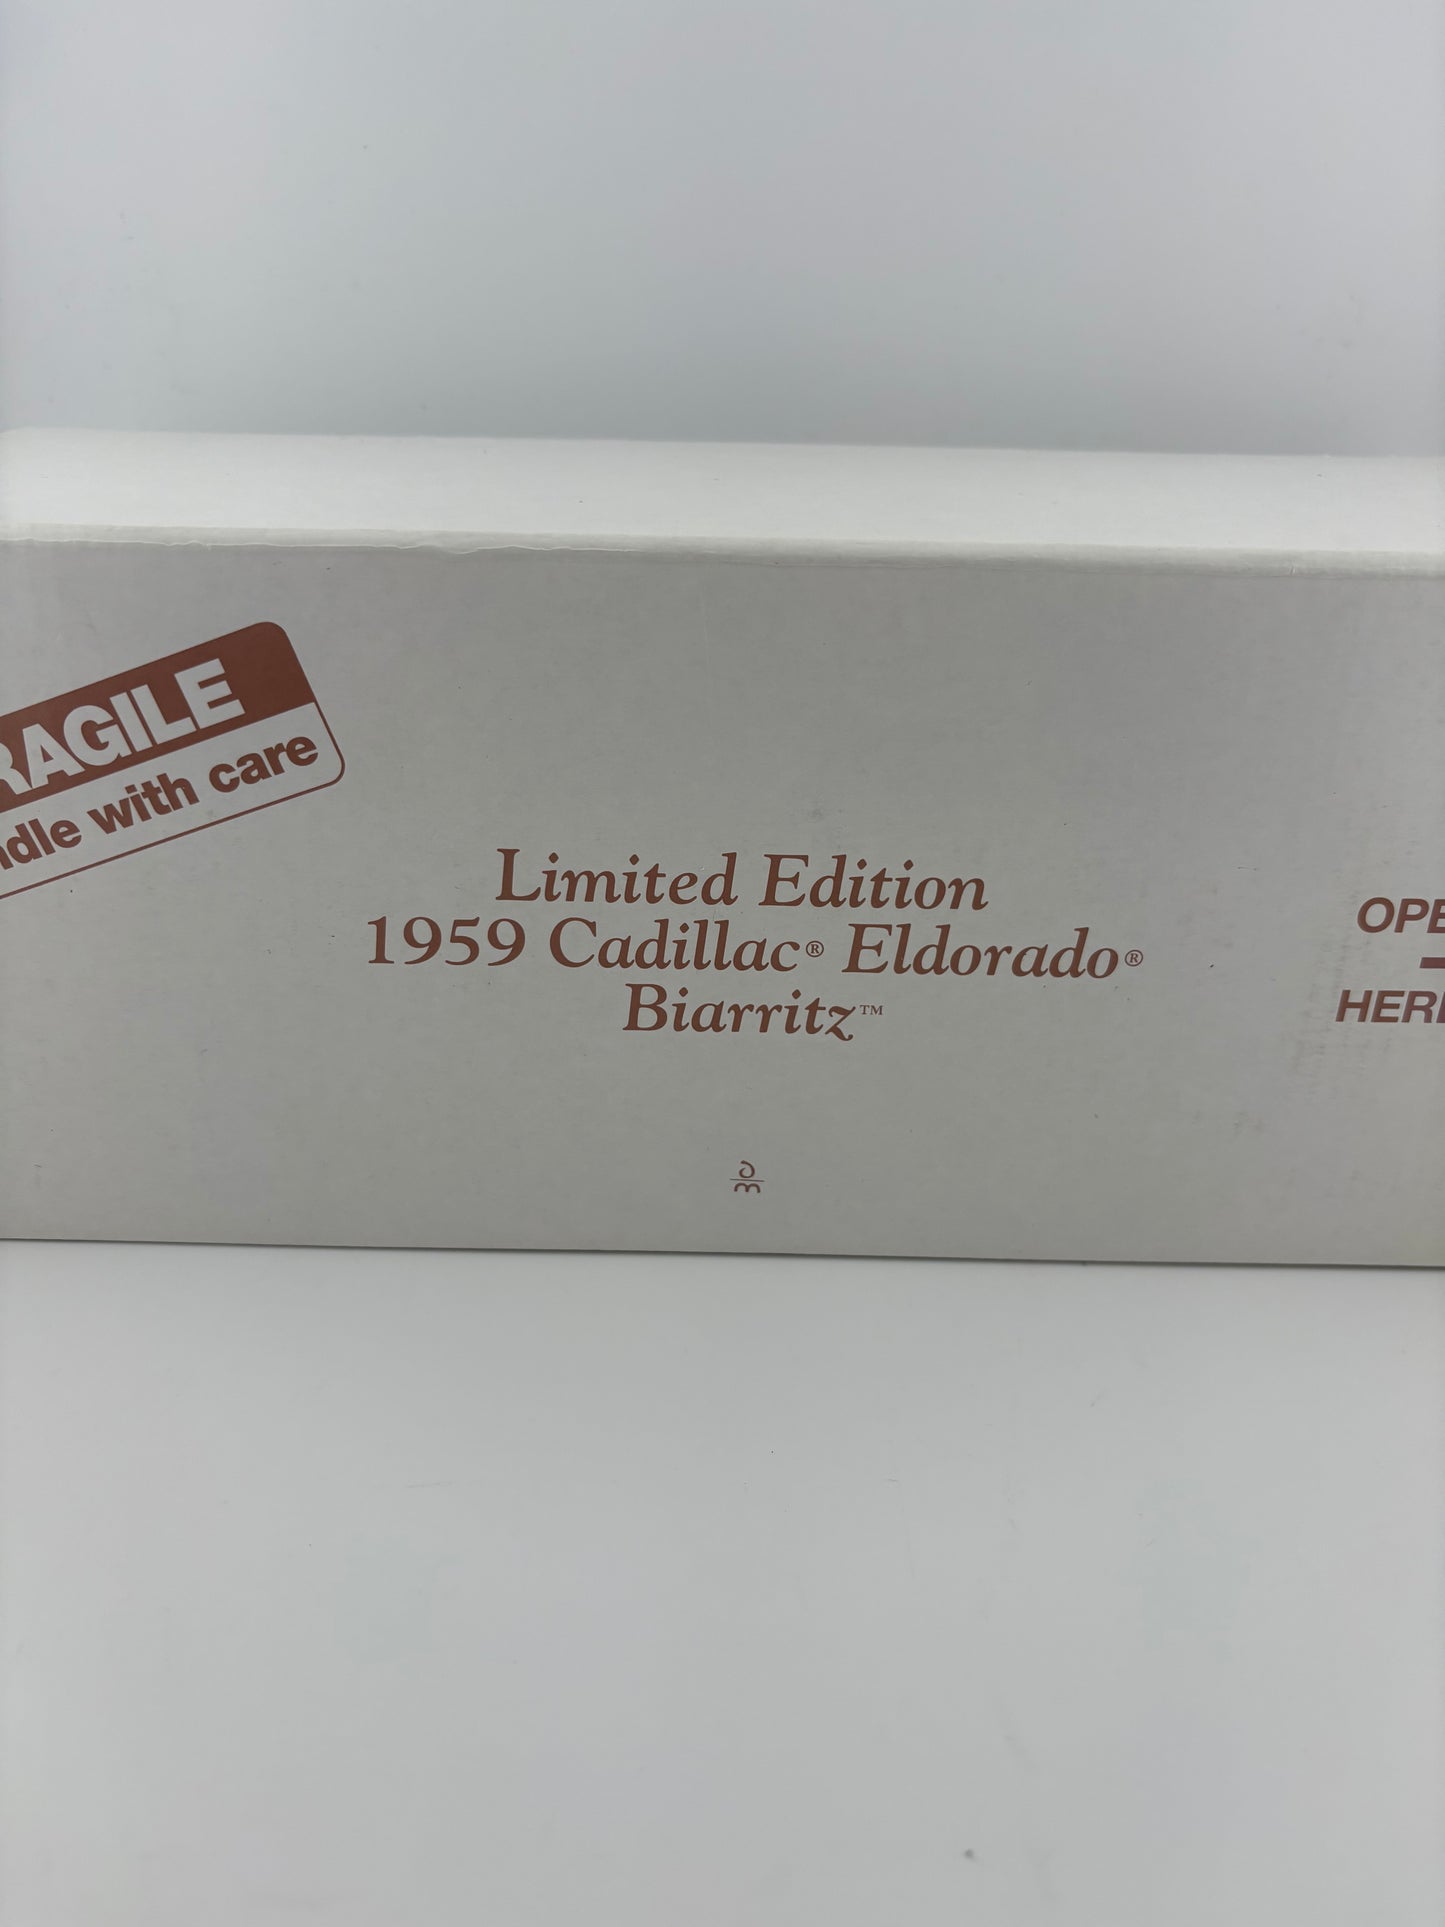 RAGILE
ndle with care
Limited Edition
1959 Cadillac® Eldorado®
Biarritz™
OPE
HER